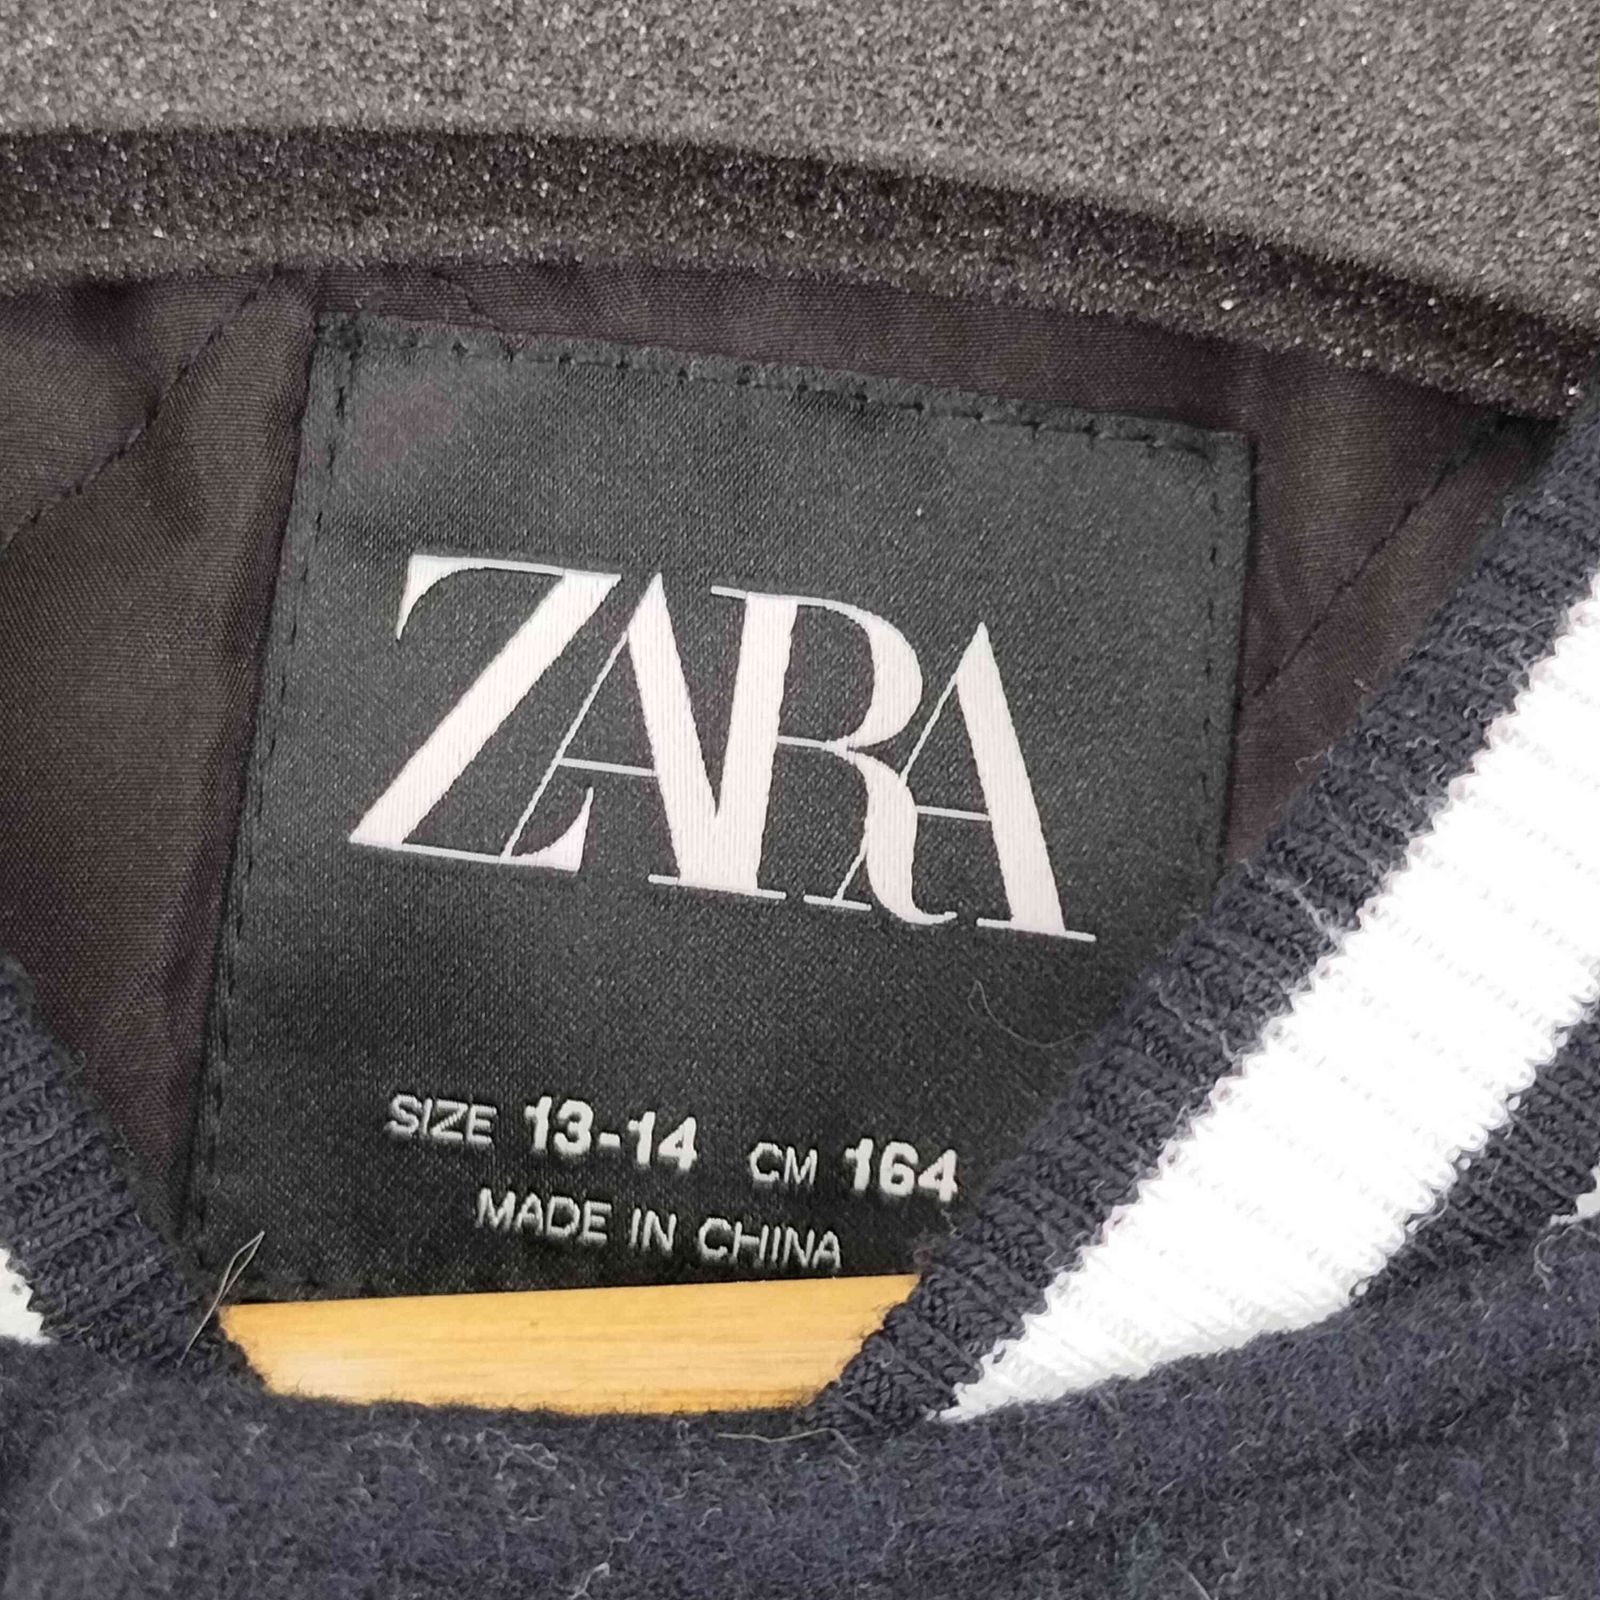 ZARA
SIZE 13-14 CM 164
MADE IN CHINA